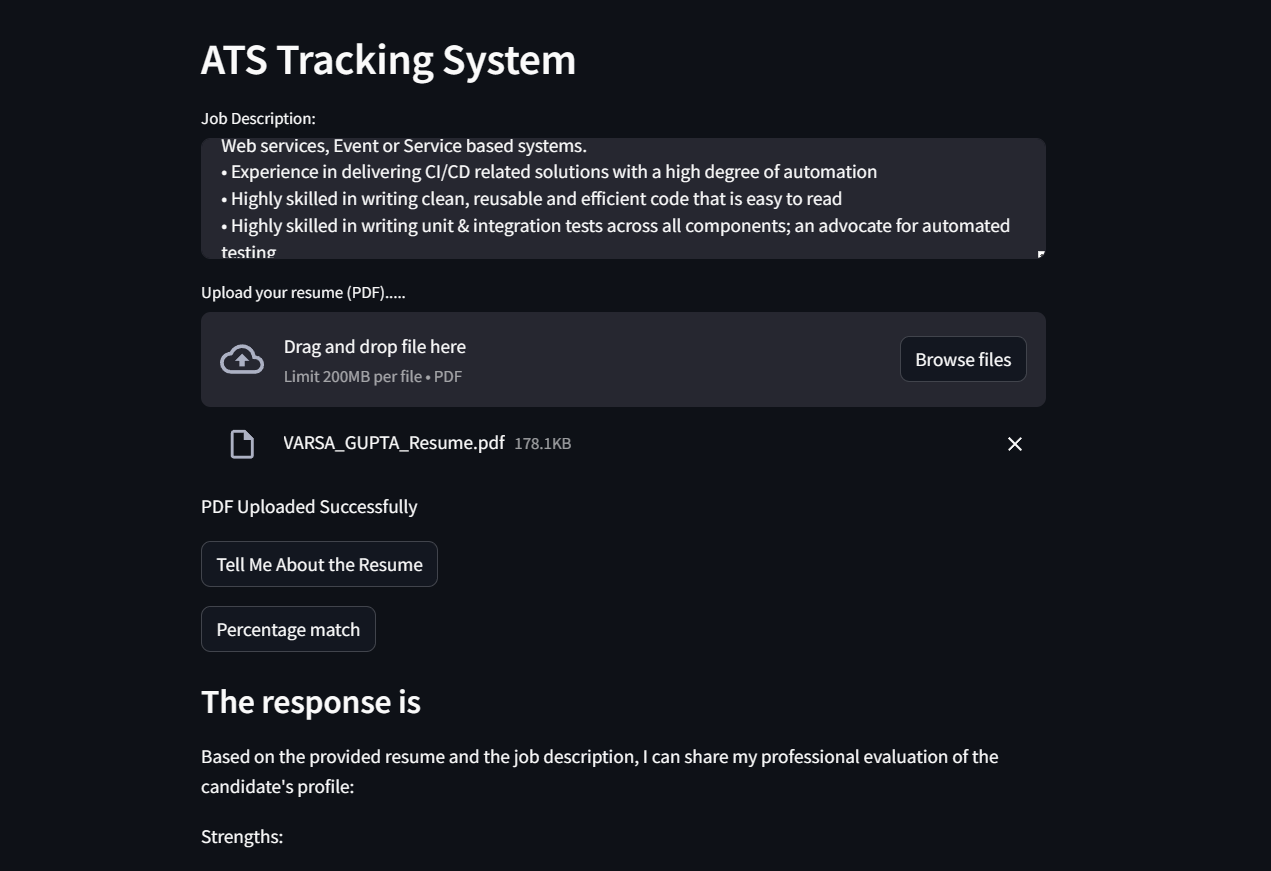 ATS Tracking System
Job Description:
Web services, Event or Service based systems.
• Experience in delivering CI/CD related solutions with a high degree of automation
• Highly skilled in writing clean, reusable and efficient code that is easy to read
• Highly skilled in writing unit & integration tests across all components; an advocate for automated
testing
Upload your resume (PDF).....
Drag and drop file here
Limit 200MB per file • PDF
Browse files
VARSA_GUPTA_Resume.pdf 178.1KB
PDF Uploaded Successfully
Tell Me About the Resume
Percentage match
The response is
Based on the provided resume and the job description, I can share my professional evaluation of the
candidate's profile:
Strengths: